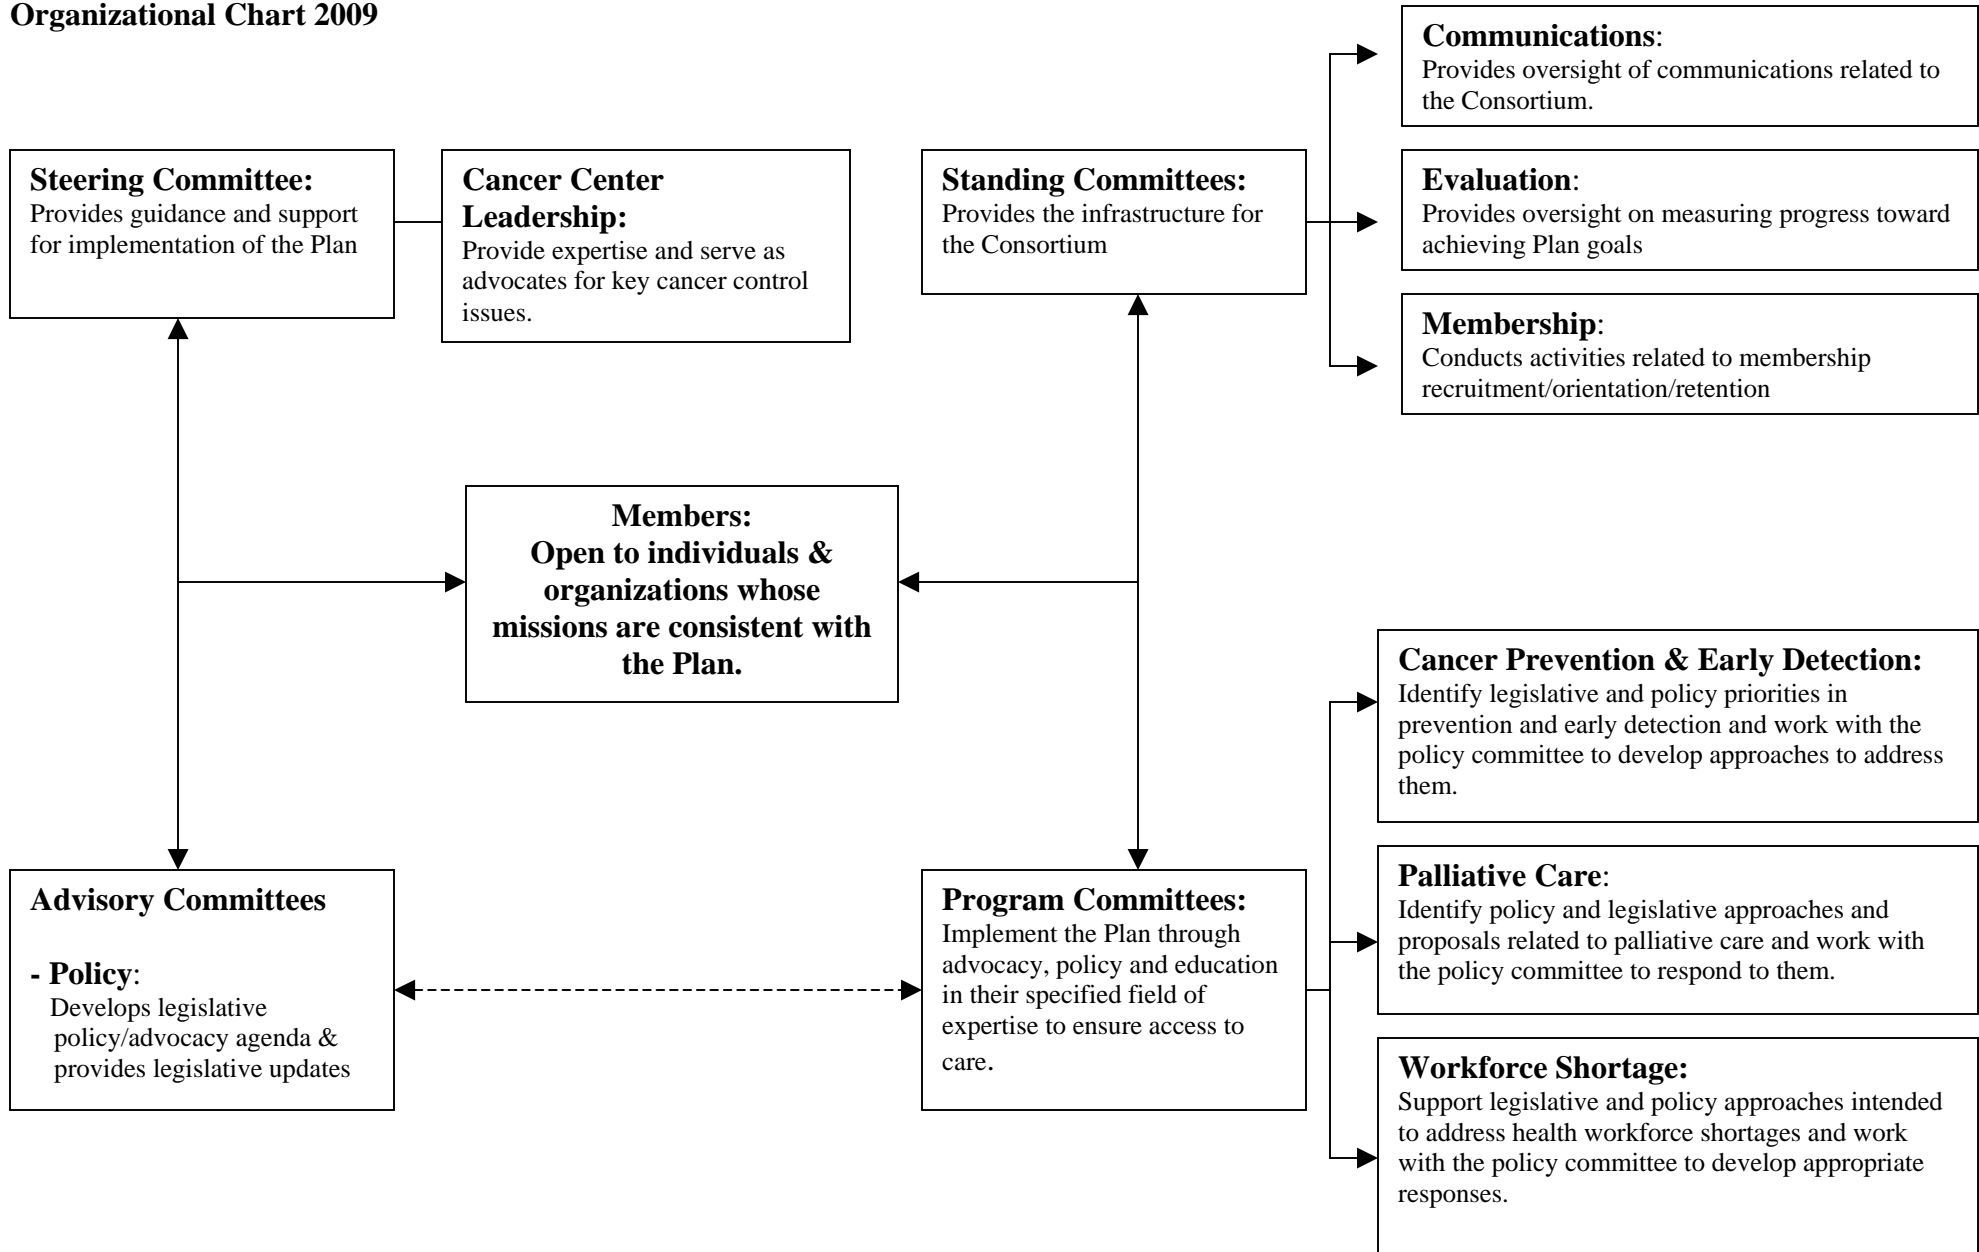 Organizational Chart 2009
Communications:
Provides oversight of communications related to
the Consortium.
Steering Committee:
Provides guidance and support
for implementation of the Plan
Cancer Center
Leadership:
Provide expertise and serve as
advocates for key cancer control
issues.
Standing Committees:
Provides the infrastructure for
the Consortium
Evaluation:
Provides oversight on measuring progress toward
achieving Plan goals
Membership:
Conducts activities related to membership
recruitment/orientation/retention
Members:
Open to individuals &
organizations whose
missions are consistent with
the Plan.
Cancer Prevention & Early Detection:
Identify legislative and policy priorities in
prevention and early detection and work with the
policy committee to develop approaches to address
them.
Advisory Committees
- Policy:
Develops legislative
policy/advocacy agenda &
provides legislative updates
Program Committees:
Implement the Plan through
advocacy, policy and education
in their specified field of
expertise to ensure access to
care.
Palliative Care:
Identify policy and legislative approaches and
proposals related to palliative care and work with
the policy committee to respond to them.
Workforce Shortage:
Support legislative and policy approaches intended
to address health workforce shortages and work
with the policy committee to develop appropriate
responses.